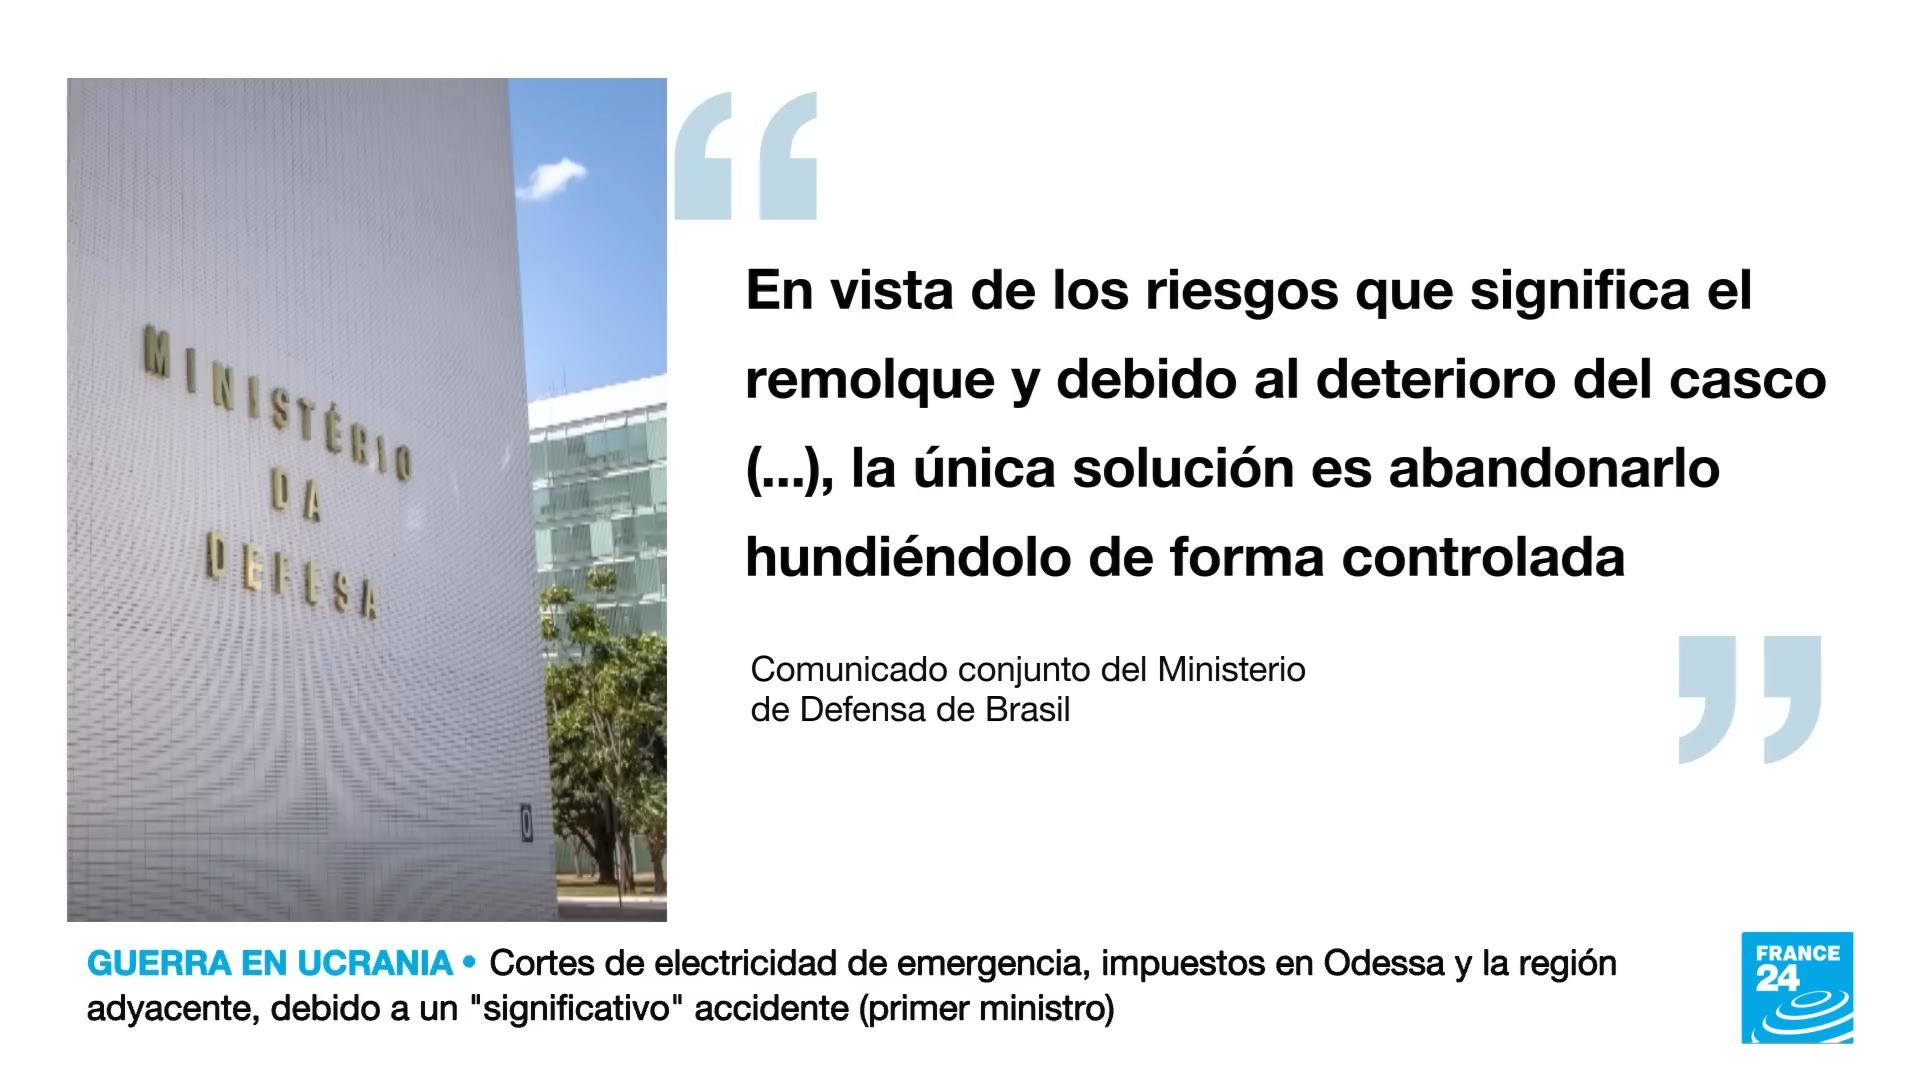 MINISTÉRIO
DA
DEFESA
0
En vista de los riesgos que significa el
remolque y debido al deterioro del casco
(...), la única solución es abandonarlo
hundiéndolo de forma controlada
Comunicado conjunto del Ministerio
de Defensa de Brasil
GUERRA EN UCRANIA • Cortes de electricidad de emergencia, impuestos en Odessa y la región
adyacente, debido a un "significativo" accidente (primer ministro)
FRANCE
24